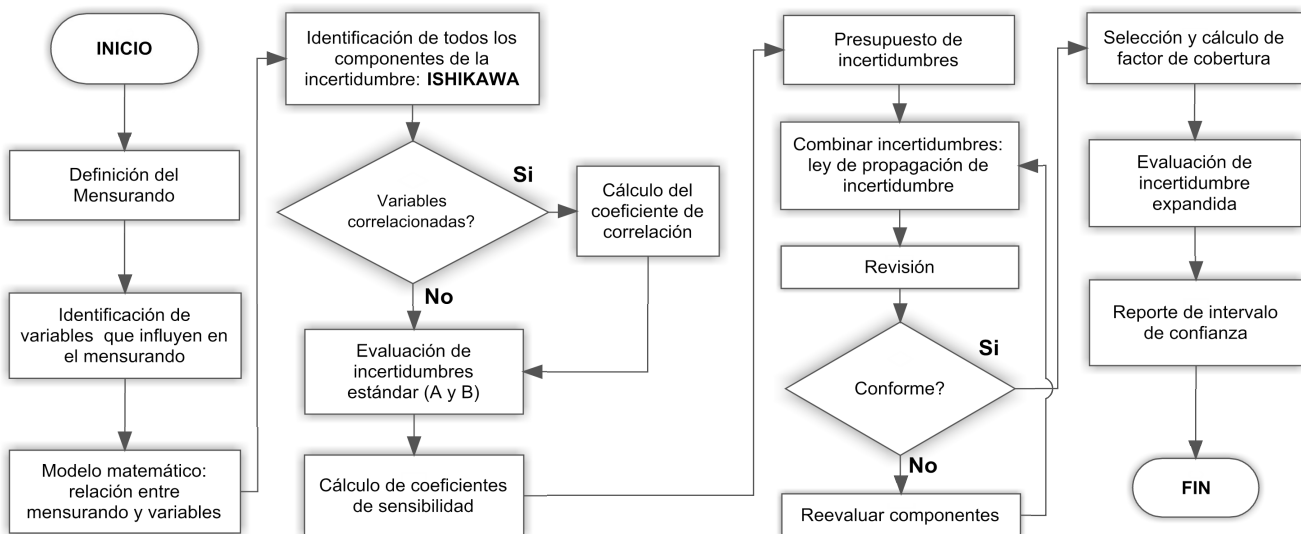 INICIO
Definición del
Mensurando
Identificación de
variables que influyen en
el mensurando
Modelo matemático:
relación entre
mensurando y variables
Identificación de todos los
componentes de la
incertidumbre: ISHIKAWA
Variables
correlacionadas?
Si
Cálculo del
coeficiente de
correlación
No
Evaluación de
incertidumbres
estándar (A y B)
Cálculo de coeficientes
de sensibilidad
Presupuesto de
incertidumbres
Combinar incertidumbres:
ley de propagación de
incertidumbre
Revisión
Conforme?
Si
No
Reevaluar componentes
Selección y cálculo de
factor de cobertura
Evaluación de
incertidumbre
expandida
Reporte de intervalo
de confianza
FIN